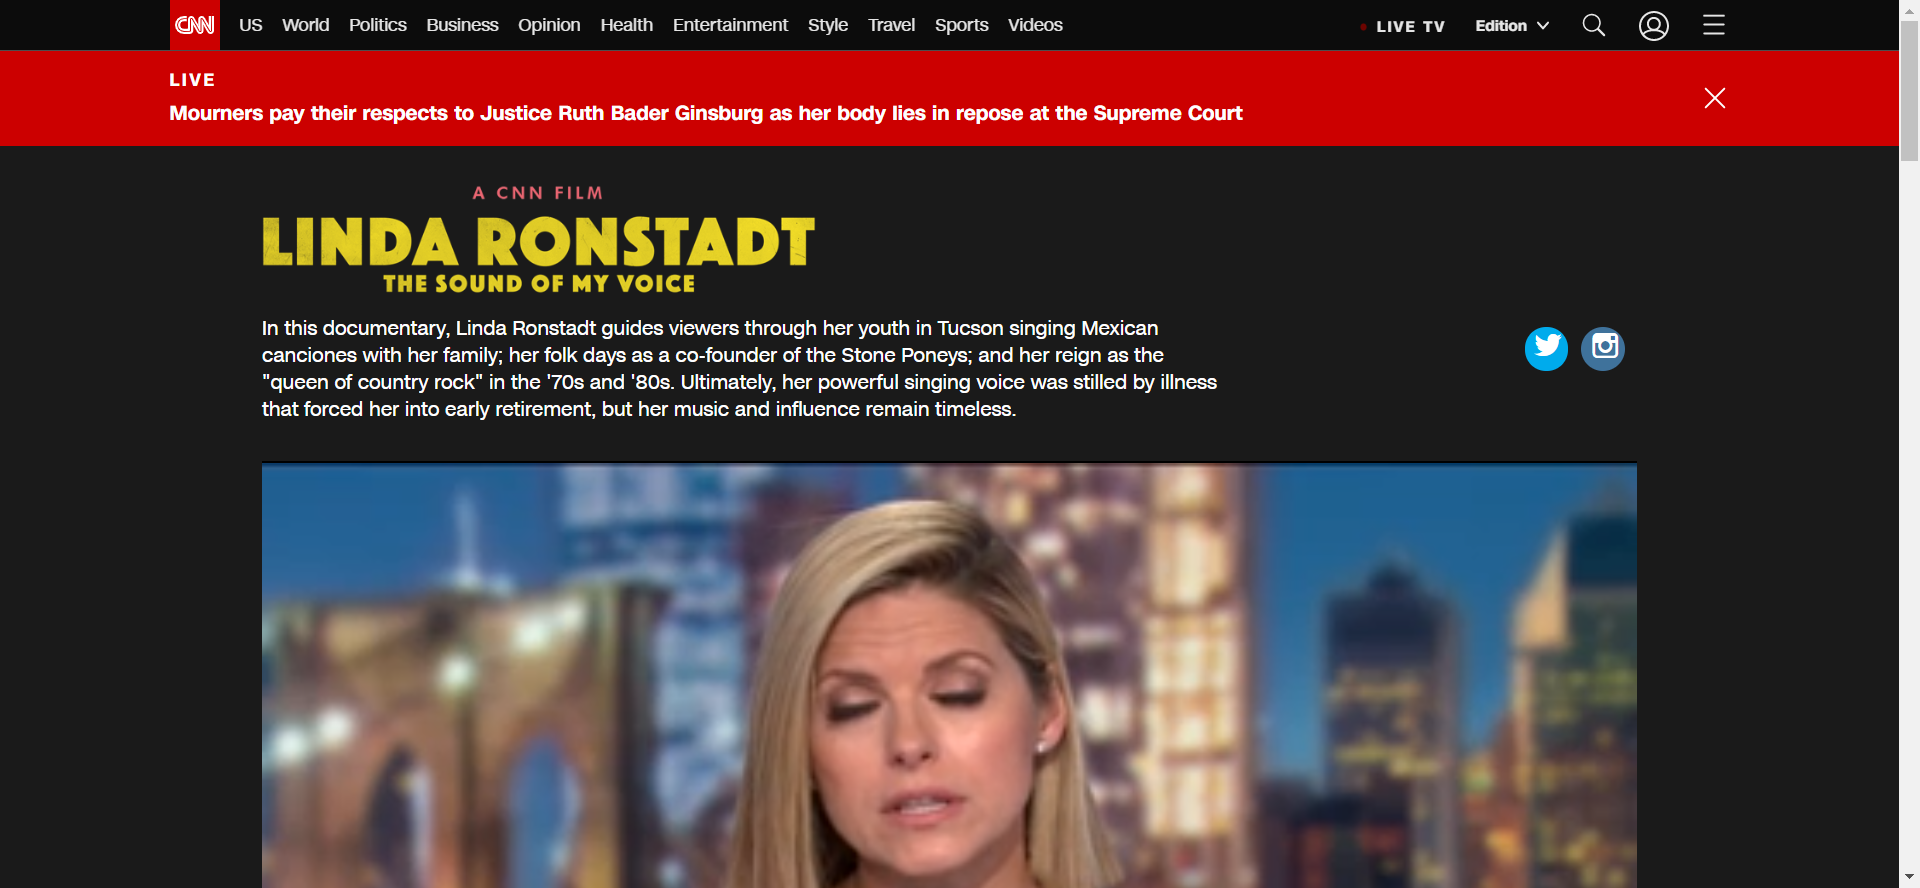 CNN US World Politics Business Opinion Health Entertainment Style Travel Sports Videos LIVE TV Edition
LIVE
Mourners pay their respects to Justice Ruth Bader Ginsburg as her body lies in repose at the Supreme Court
A CNN FILM
LINDA RONSTADT
THE SOUND OF MY VOICE
In this documentary, Linda Ronstadt guides viewers through her youth in Tucson singing Mexican
canciones with her family; her folk days as a co-founder of the Stone Poneys; and her reign as the
"queen of country rock" in the '70s and '80s. Ultimately, her powerful singing voice was stilled by illness
that forced her into early retirement, but her music and influence remain timeless.